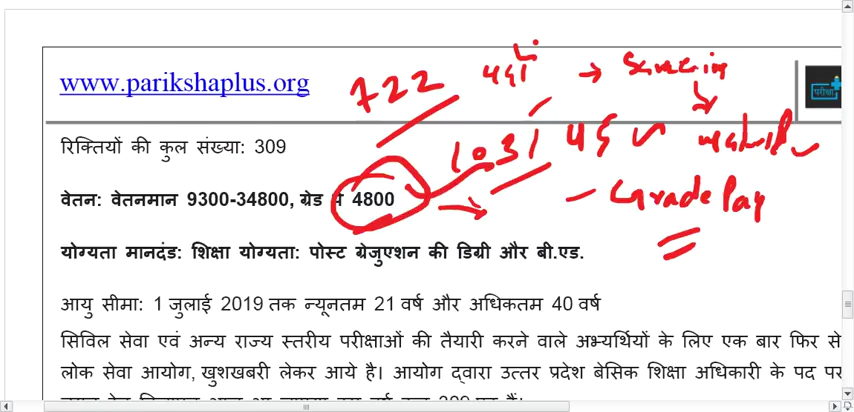 www.parikshaplus.org
परीक्षा
722 पदों → Screening
1031 पद
Grade Pay
रिक्तियों की कुल संख्या: 309
वेतन: वेतनमान 9300-34800, ग्रेड पे 4800
योग्यता मानदंड: शिक्षा योग्यता: पोस्ट ग्रेजुएशन की डिग्री और बी.एड.
आयु सीमा: 1 जुलाई 2019 तक न्यूनतम 21 वर्ष और अधिकतम 40 वर्ष
सिविल सेवा एवं अन्य राज्य स्तरीय परीक्षाओं की तैयारी करने वाले अभ्यर्थियों के लिए एक बार फिर से
लोक सेवा आयोग, खुशखबरी लेकर आये है। आयोग द्वारा उत्तर प्रदेश बेसिक शिक्षा अधिकारी के पद पर